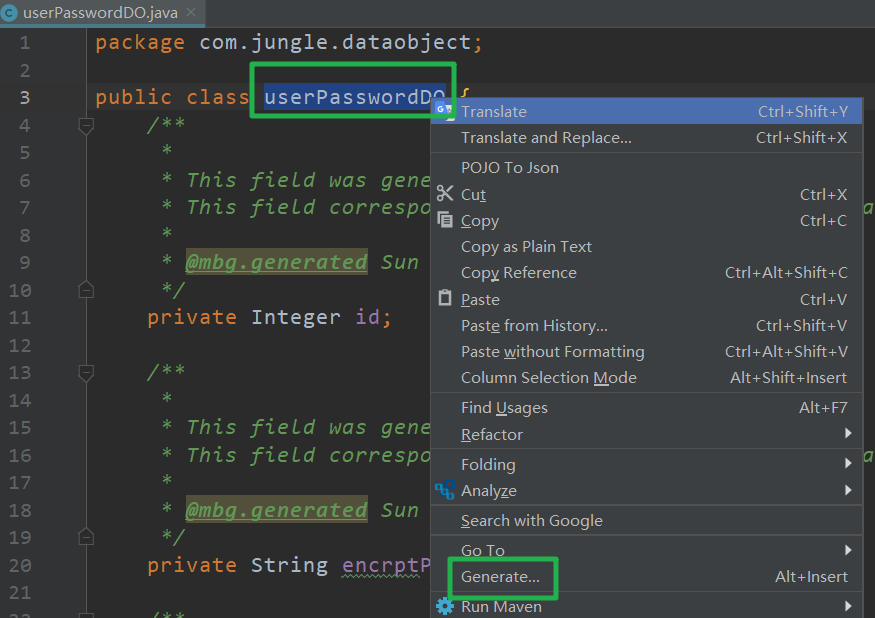 userPasswordDO.java
1 package com.jungle.dataobject;
2
3 public class userPasswordDO {
4 /**
5 *
6 * This field was gene
7 * This field correspo
8 *
9 * @mbg.generated Sun
10 */
11 private Integer id;
12
13 /**
14 *
15 * This field was gene
16 * This field correspo
17 *
18 * @mbg.generated Sun
19 */
20 private String encrptP
21
Translate Ctrl+Shift+Y
Translate and Replace... Ctrl+Shift+X
POJO To Json
Cut Ctrl+X
Copy Ctrl+C
Copy as Plain Text
Copy Reference Ctrl+Alt+Shift+C
Paste Ctrl+V
Paste from History... Ctrl+Shift+V
Paste without Formatting Ctrl+Alt+Shift+V
Column Selection Mode Alt+Shift+Insert
Find Usages Alt+F7
Refactor
Folding
Analyze
Search with Google
Go To
Generate... Alt+Insert
Run Maven